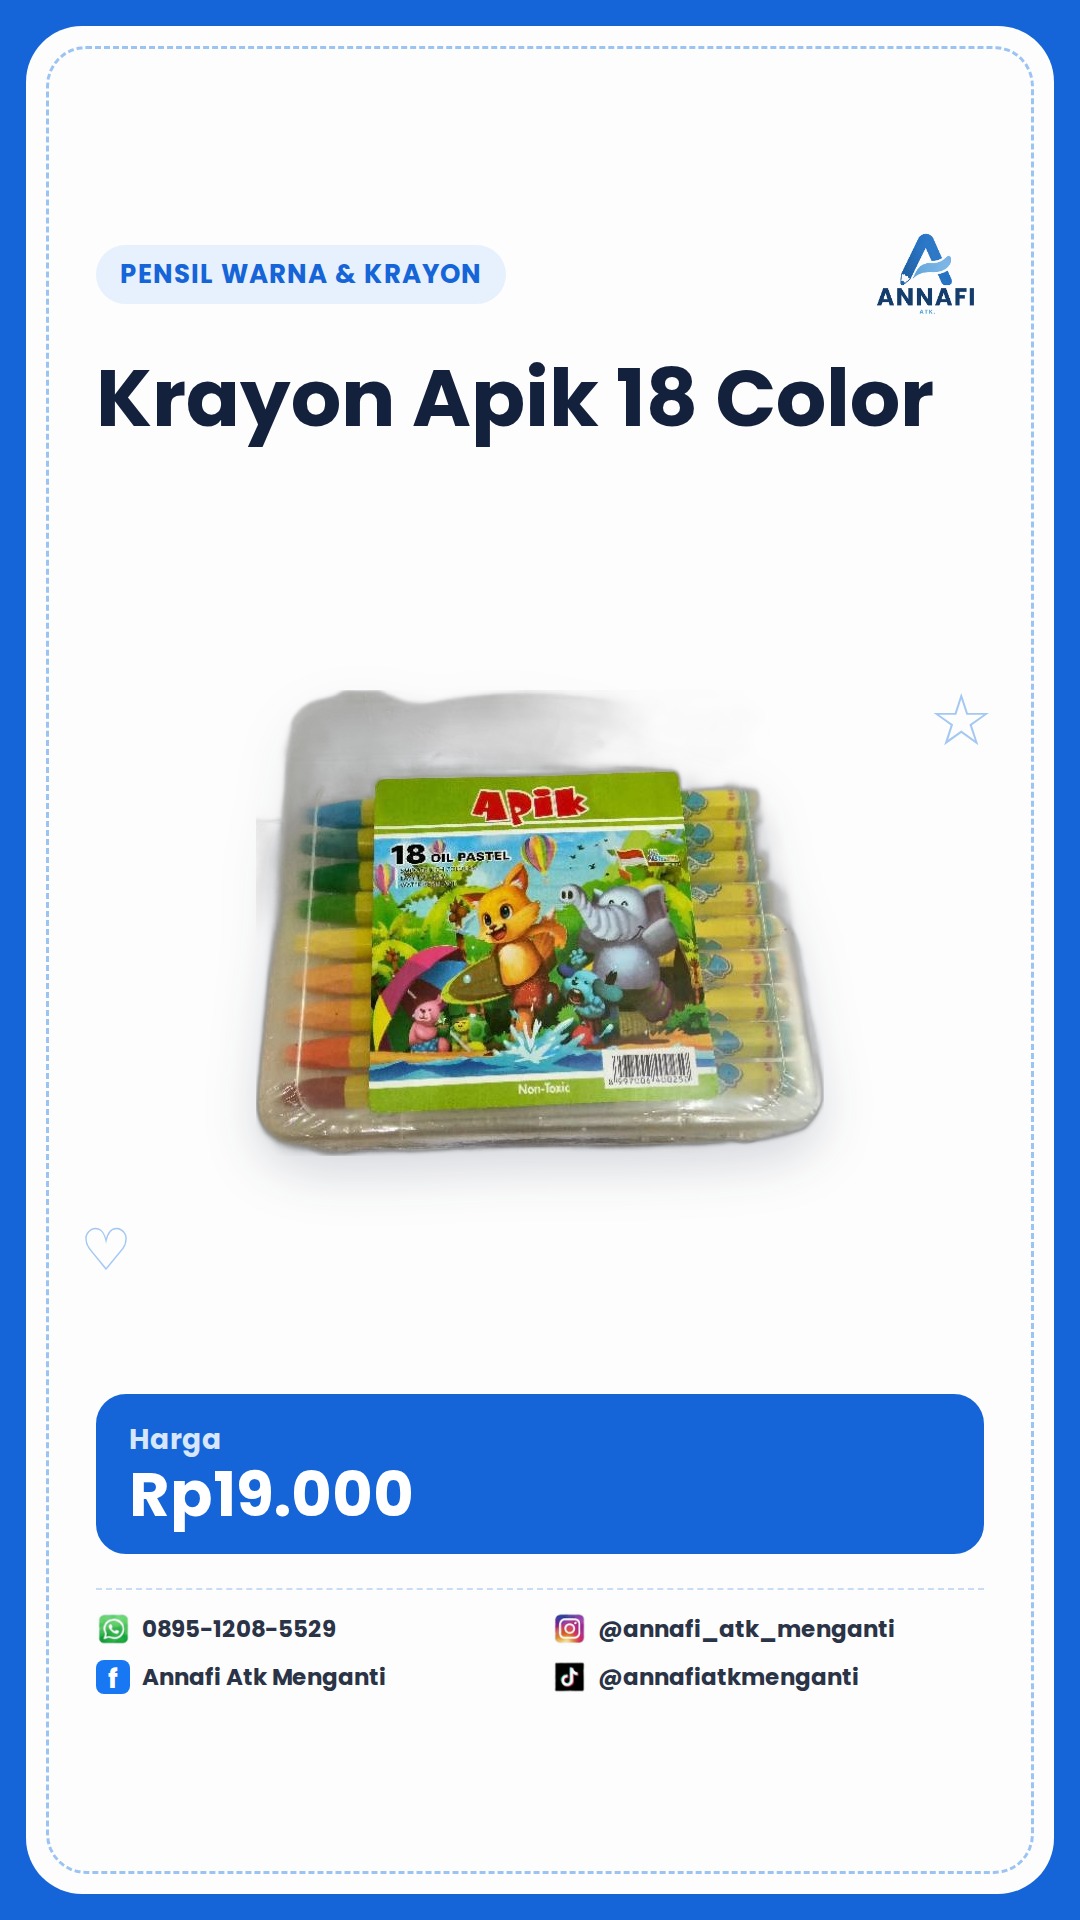 PENSIL WARNA & KRAYON
ANNAFI
ATK.
Krayon Apik 18 Color
Apik
18 OIL PASTEL
Non-Toxic
Harga
Rp19.000
0895-1208-5529
@annafi_atk_menganti
Annafi Atk Menganti
@annafiatkmenganti